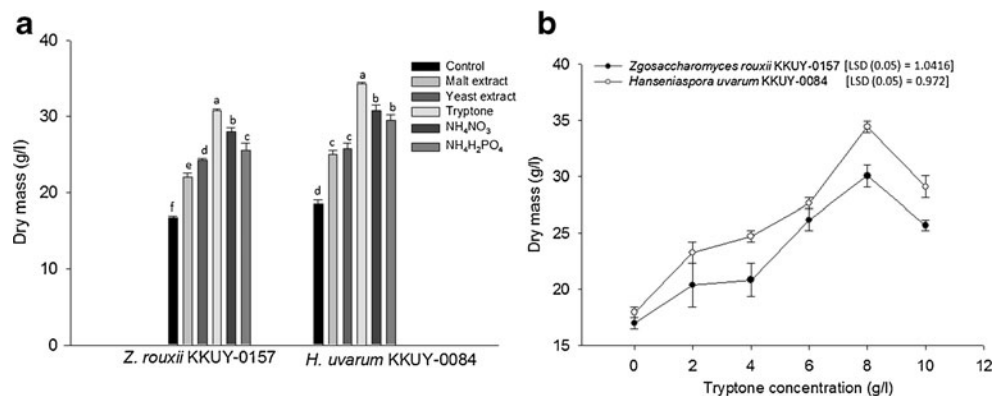 a
40
30
20
10
0
Dry mass (g/l)
Control
Malt extract
Yeast extract
Tryptone
NH₄NO₃
NH₄H₂PO₄
f
e
d
a
b
c
d
c
c
a
b
b
Z. rouxii KKUY-0157
H. uvarum KKUY-0084
b
Zgosaccharomyces rouxii KKUY-0157 [LSD (0.05) = 1.0416]
Hanseniaspora uvarum KKUY-0084 [LSD (0.05) = 0.972]
40
35
30
25
20
15
Dry mass (g/l)
0 2 4 6 8 10 12
Tryptone concentration (g/l)